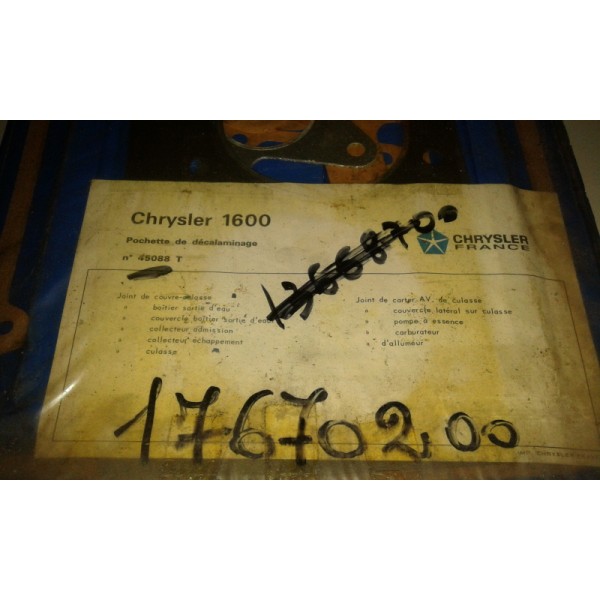 Chrysler 1600
Pochette de décalaminage
n° 45088 T
CHRYSLER
FRANCE
Joint de couvre-culasse
" boitier sortie d'eau
" couvercle boitier sortie d'eau
" collecteur admission
" collecteur échappement
" culasse
Joint de carter AV. de culasse
" couvercle latéral sur culasse
" pompe à essence
" carburateur
" d'allumeur
176702,00